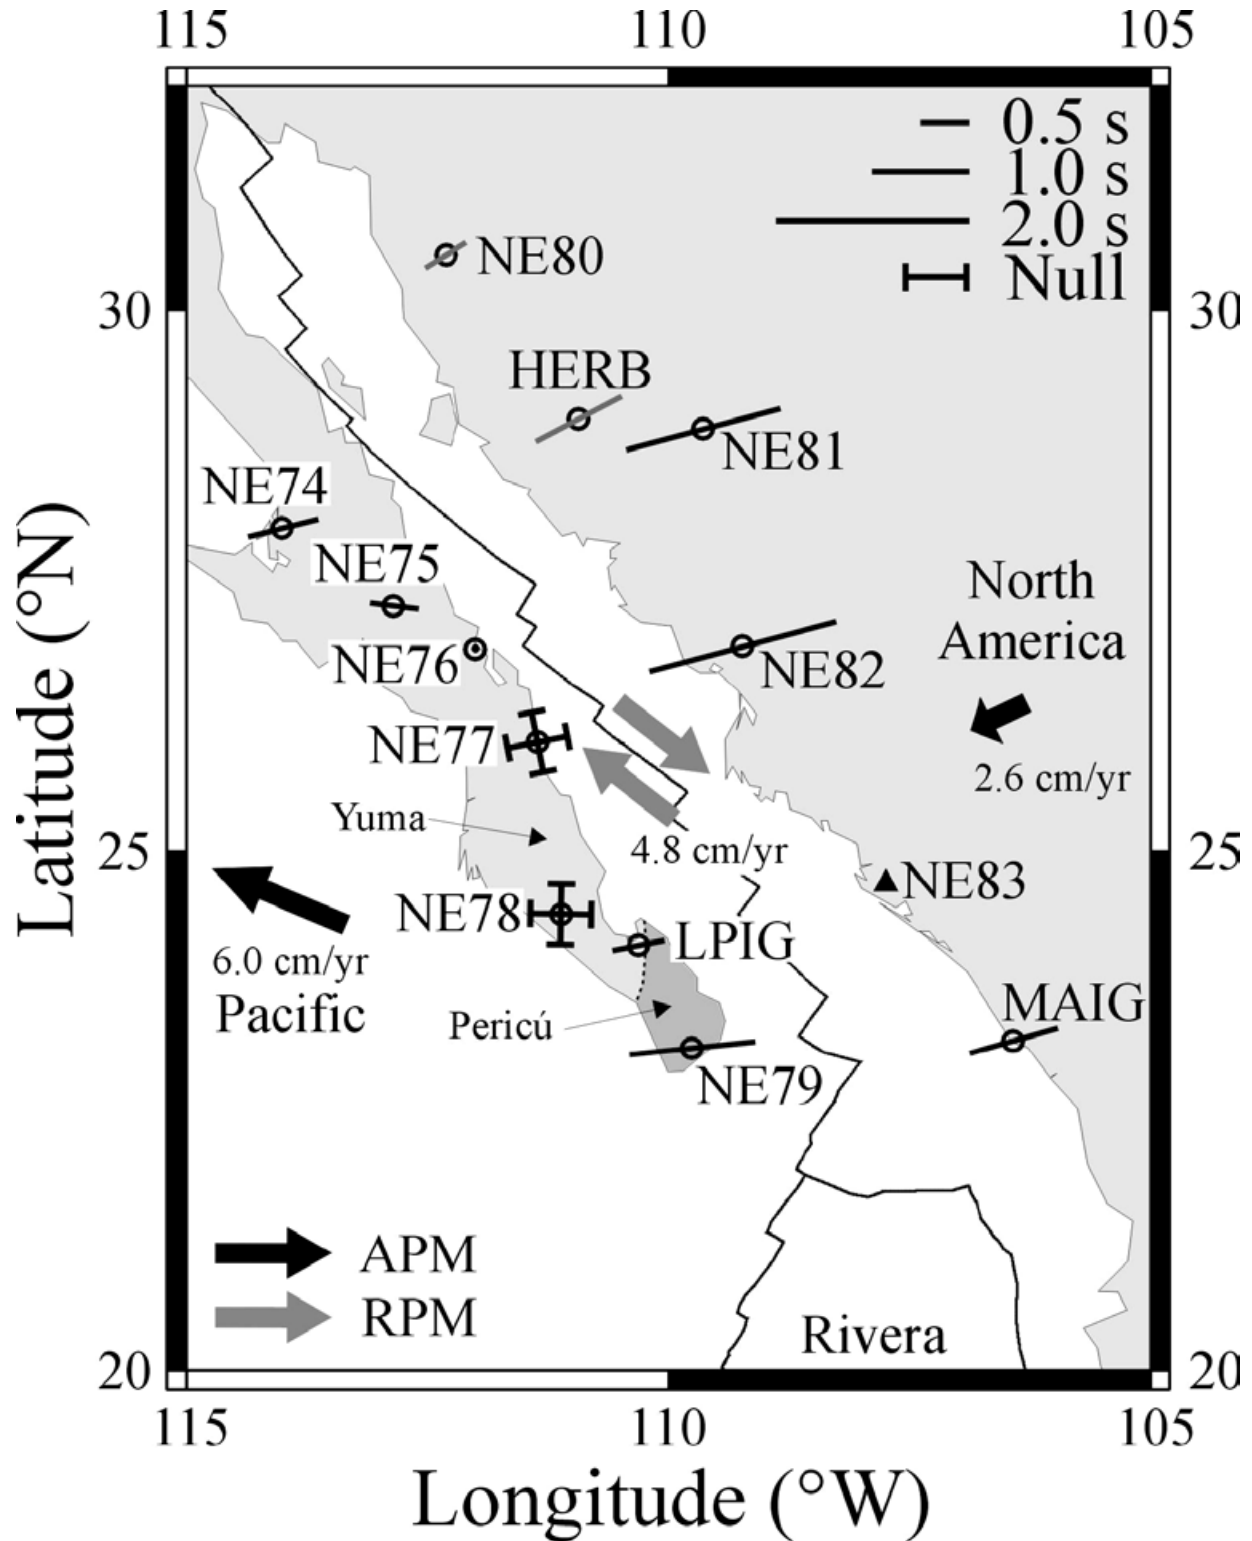 115
110
105
0.5 s
1.0 s
2.0 s
Null
NE80
30
30
HERB
NE81
NE74
NE75
North
America
NE76
NE82
NE77
2.6 cm/yr
Yuma
4.8 cm/yr
25
25
NE83
NE78
LPIG
6.0 cm/yr
Pacific
MAIG
Pericú
NE79
APM
RPM
Rivera
20
20
115
110
105
Latitude (°N)
Longitude (°W)